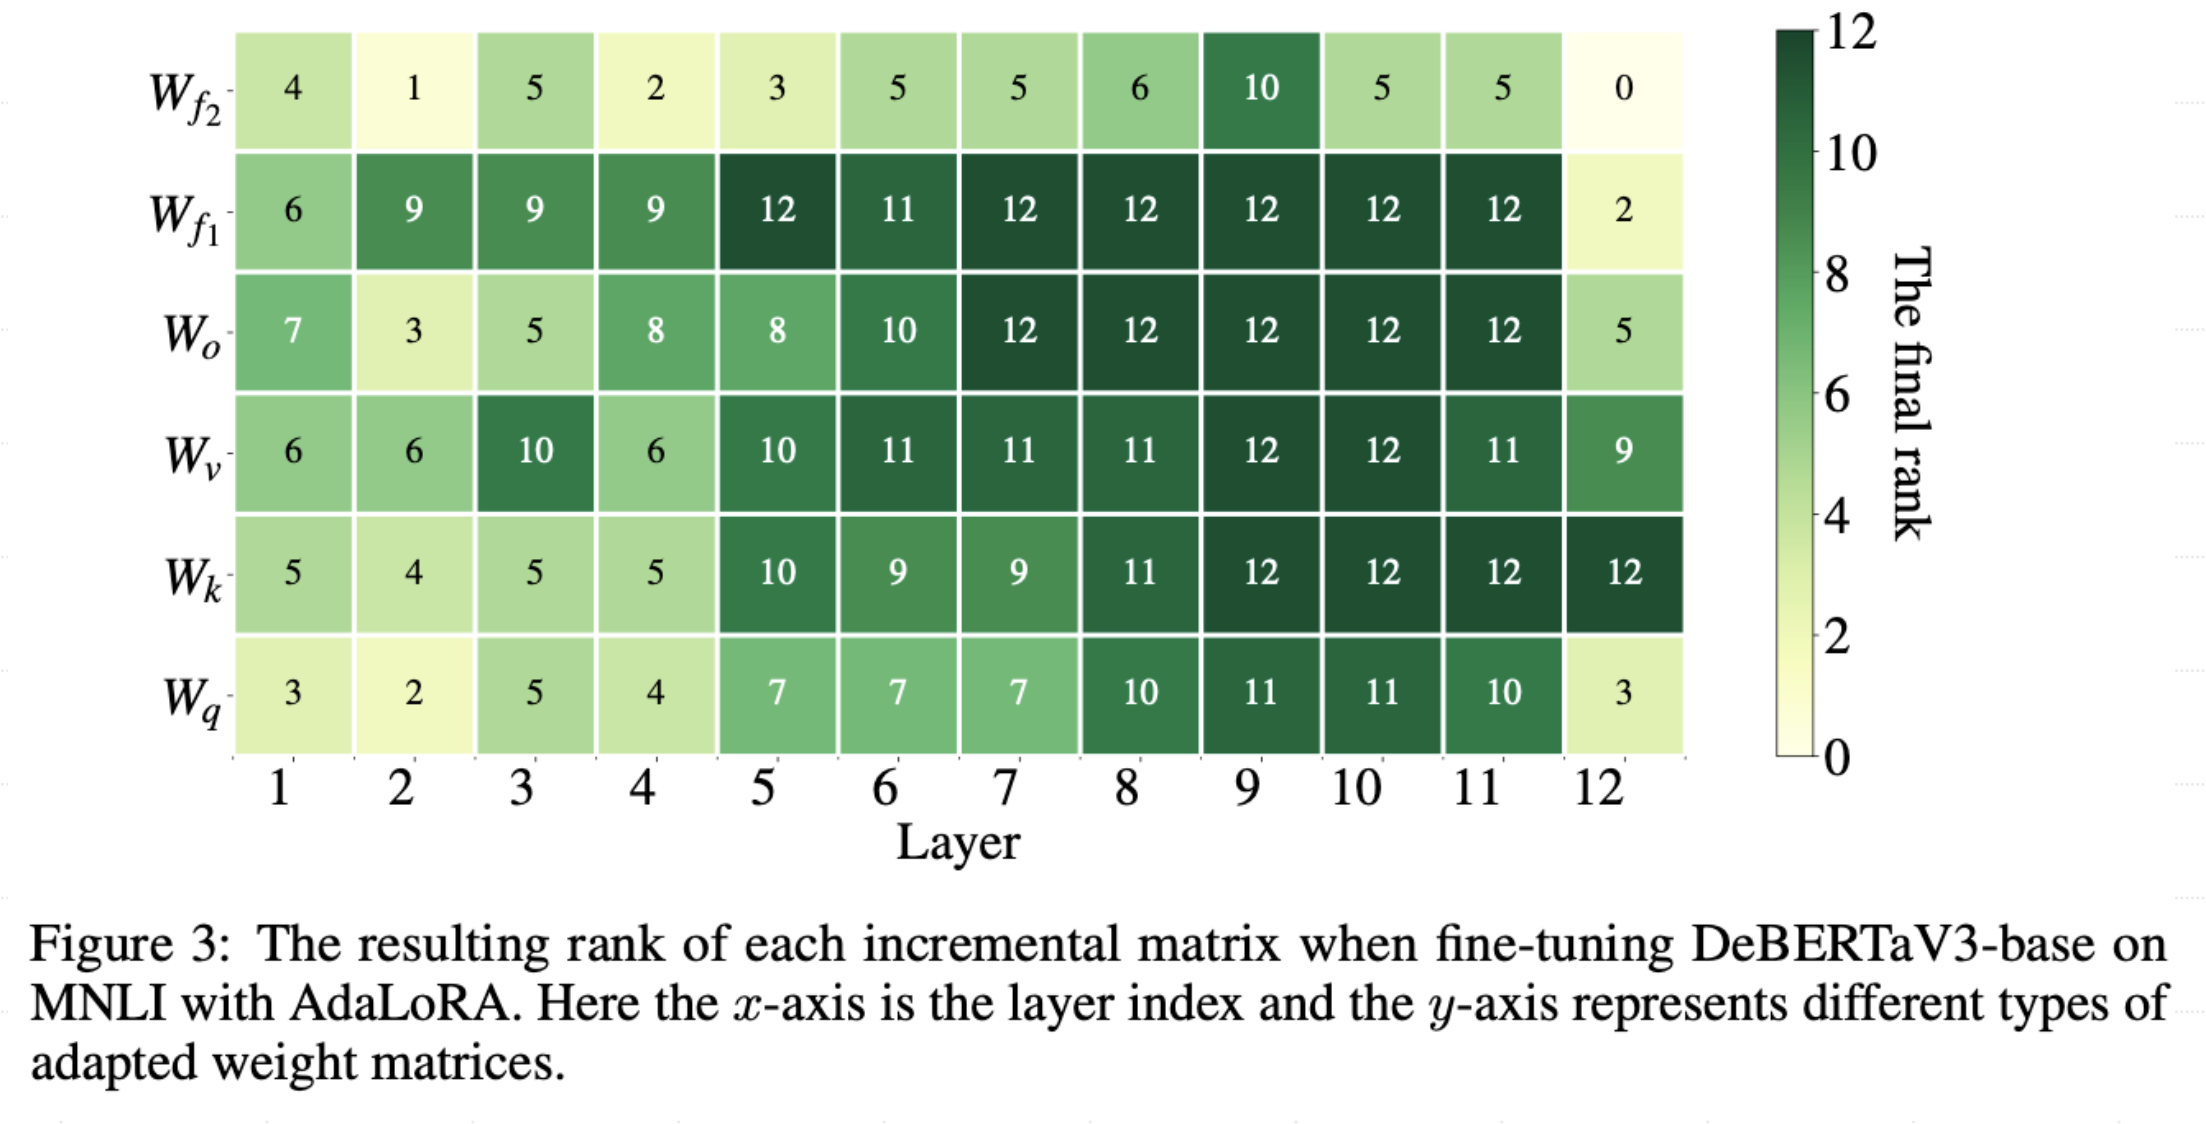 W_{f_2} 4 1 5 2 3 5 5 6 10 5 5 0
W_{f_1} 6 9 9 9 12 11 12 12 12 12 12 2
W_o 7 3 5 8 8 10 12 12 12 12 12 5
W_v 6 6 10 6 10 11 11 11 12 12 11 9
W_k 5 4 5 5 10 9 9 11 12 12 12 12
W_q 3 2 5 4 7 7 7 10 11 11 10 3
1 2 3 4 5 6 7 8 9 10 11 12
Layer
12
10
8
6
4
2
0
The final rank
Figure 3: The resulting rank of each incremental matrix when fine-tuning DeBERTaV3-base on
MNLI with AdaLoRA. Here the x-axis is the layer index and the y-axis represents different types of
adapted weight matrices.